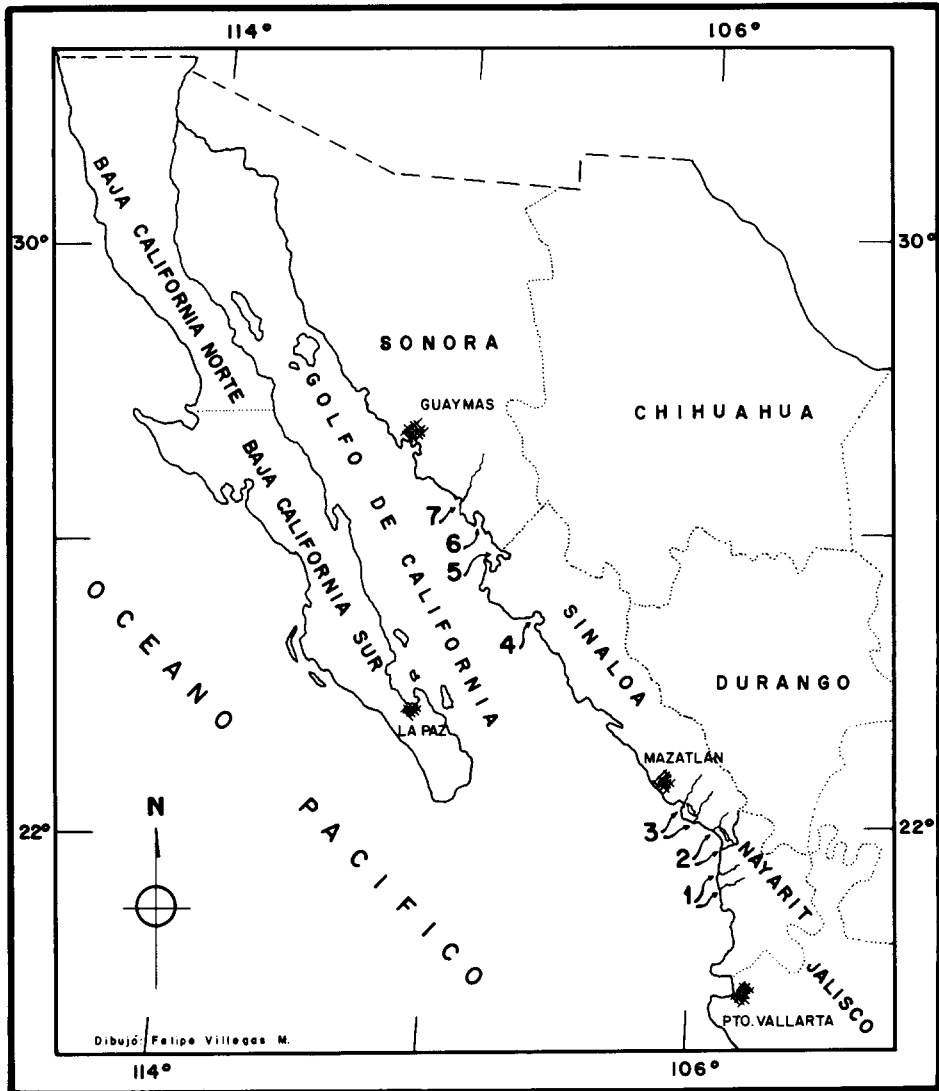 114°
106°
30°
30°
BAJA CALIFORNIA NORTE
SONORA
GUAYMAS
CHIHUAHUA
GOLFO DE CALIFORNIA
BAJA CALIFORNIA SUR
7
6
5
4
OCEANO PACIFICO
SINALOA
DURANGO
LA PAZ
MAZATLÁN
N
22°
22°
3
2
1
NAYARIT
JALISCO
PTO. VALLARTA
Dibujó: Felipe Villegas M.
114°
106°